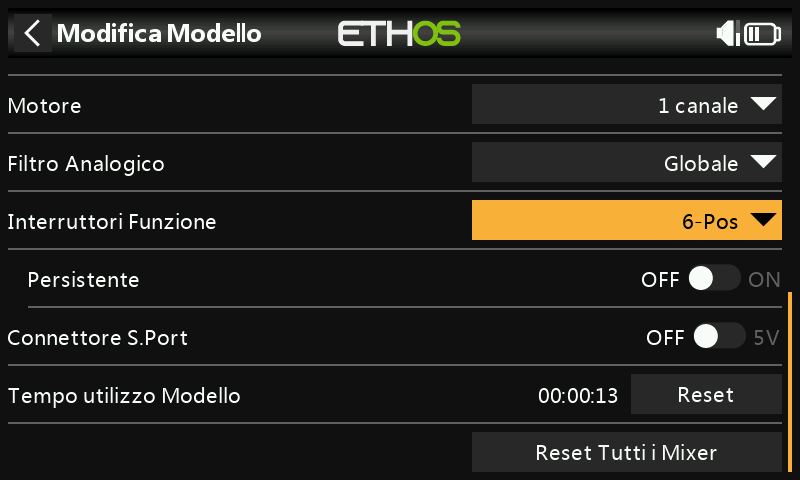 Modifica Modello ETHOS
Motore 1 canale
Filtro Analogico Globale
Interruttori Funzione 6-Pos
Persistente OFF ON
Connettore S.Port OFF 5V
Tempo utilizzo Modello 00:00:13 Reset
Reset Tutti i Mixer